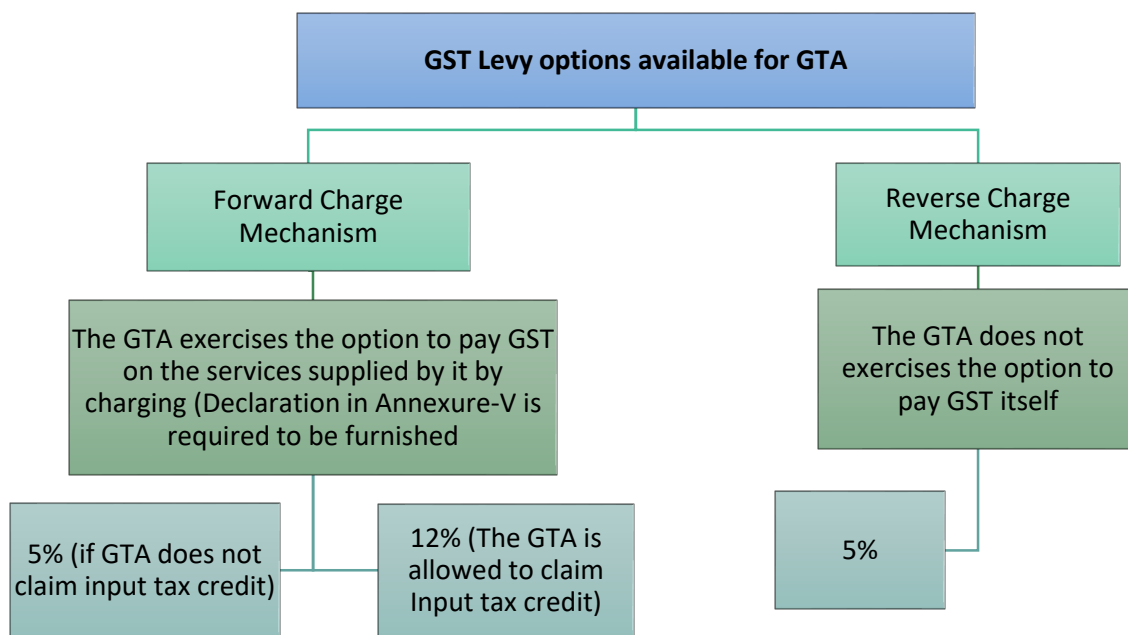 GST Levy options available for GTA
Forward Charge
Mechanism
Reverse Charge
Mechanism
The GTA exercises the option to pay GST
on the services supplied by it by
charging (Declaration in Annexure-V is
required to be furnished
The GTA does not
exercises the option to
pay GST itself
5% (if GTA does not
claim input tax credit)
12% (The GTA is
allowed to claim
Input tax credit)
5%